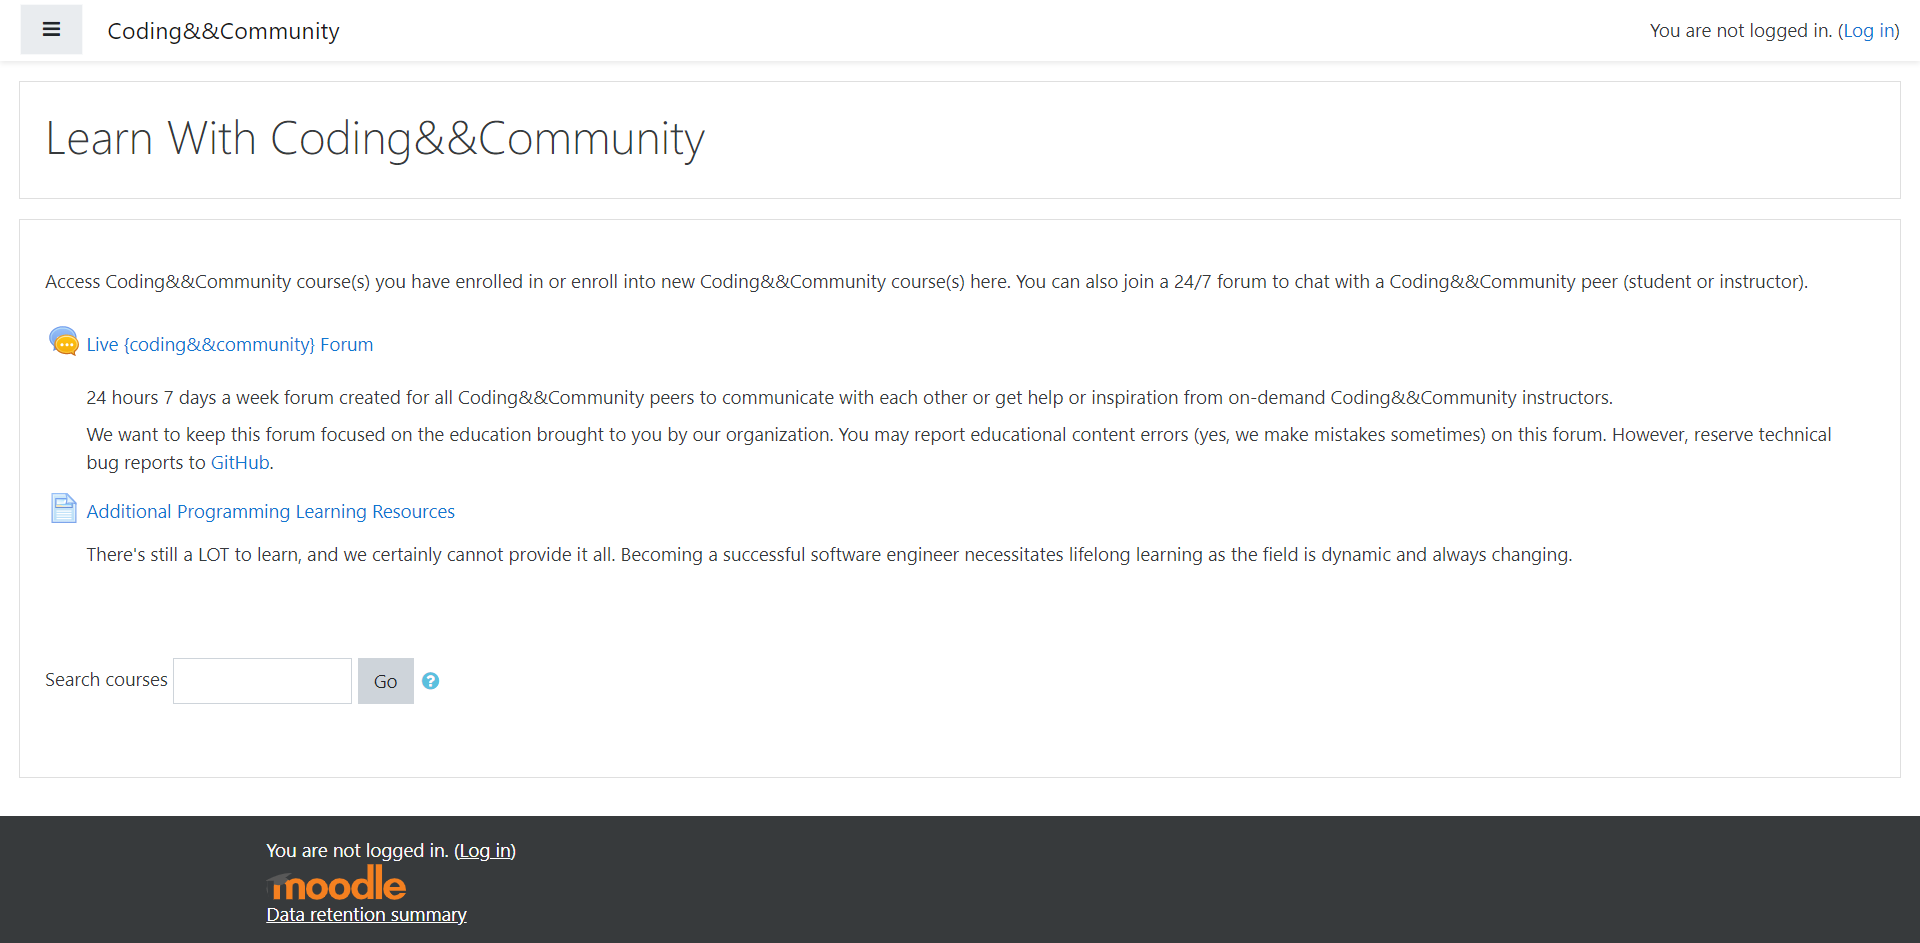 Coding&&Community
You are not logged in. (Log in)
Learn With Coding&&Community
Access Coding&&Community course(s) you have enrolled in or enroll into new Coding&&Community course(s) here. You can also join a 24/7 forum to chat with a Coding&&Community peer (student or instructor).
Live {coding&&community} Forum
24 hours 7 days a week forum created for all Coding&&Community peers to communicate with each other or get help or inspiration from on-demand Coding&&Community instructors.
We want to keep this forum focused on the education brought to you by our organization. You may report educational content errors (yes, we make mistakes sometimes) on this forum. However, reserve technical
bug reports to GitHub.
Additional Programming Learning Resources
There's still a LOT to learn, and we certainly cannot provide it all. Becoming a successful software engineer necessitates lifelong learning as the field is dynamic and always changing.
Search courses
Go
?
You are not logged in. (Log in)
moodle
Data retention summary